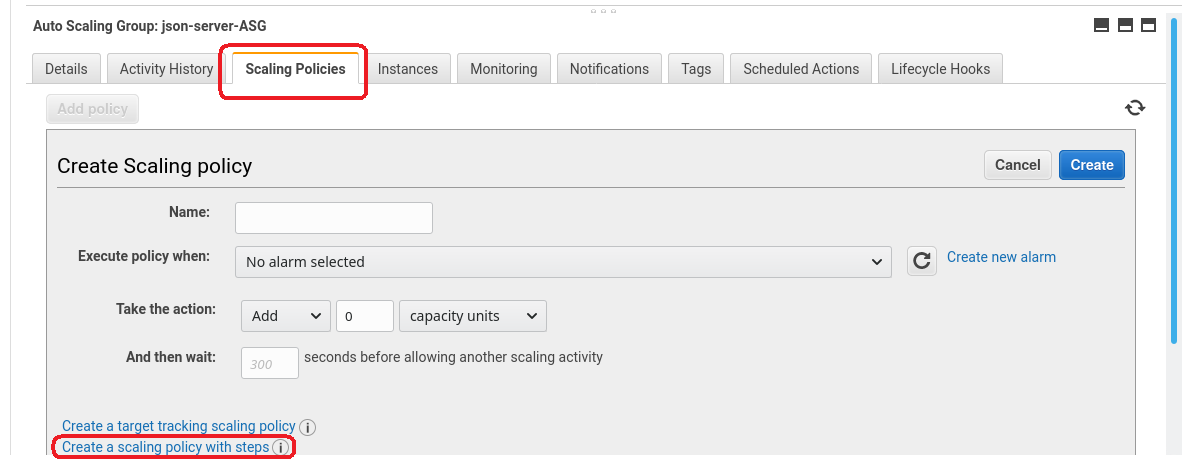 Auto Scaling Group: json-server-ASG
Details Activity History Scaling Policies Instances Monitoring Notifications Tags Scheduled Actions Lifecycle Hooks
Add policy
Create Scaling policy Cancel Create
Name:
Execute policy when: No alarm selected Create new alarm
Take the action: Add 0 capacity units
And then wait: 300 seconds before allowing another scaling activity
Create a target tracking scaling policy i
Create a scaling policy with steps i